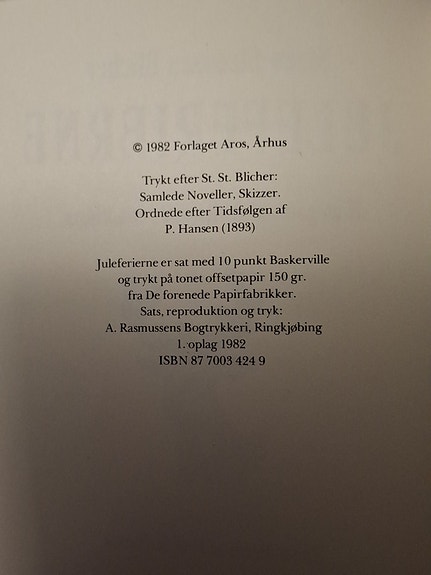 © 1982 Forlaget Aros, Århus
Trykt efter St. St. Blicher:
Samlede Noveller, Skizzer.
Ordnede efter Tidsfølgen af
P. Hansen (1893)
Juleferierne er sat med 10 punkt Baskerville
og trykt på tonet offsetpapir 150 gr.
fra De forenede Papirfabrikker.
Sats, reproduktion og tryk:
A. Rasmussens Bogtrykkeri, Ringkjøbing
1. oplag 1982
ISBN 87 7003 424 9